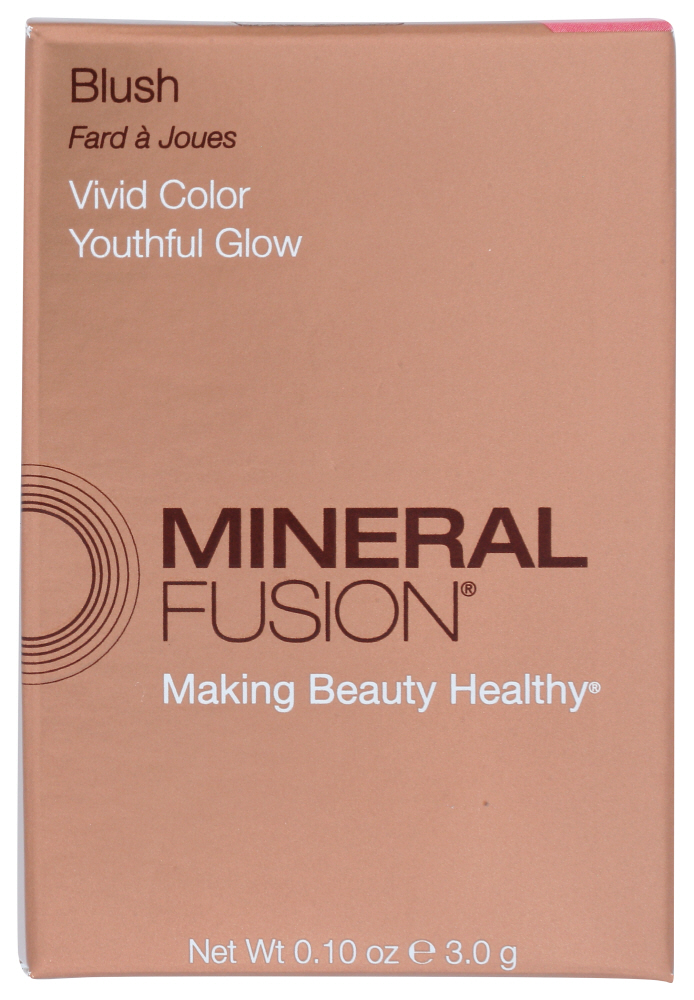 Blush
Fard à Joues
Vivid Color
Youthful Glow
MINERAL
FUSION®
Making Beauty Healthy®
Net Wt 0.10 oz ℮ 3.0 g